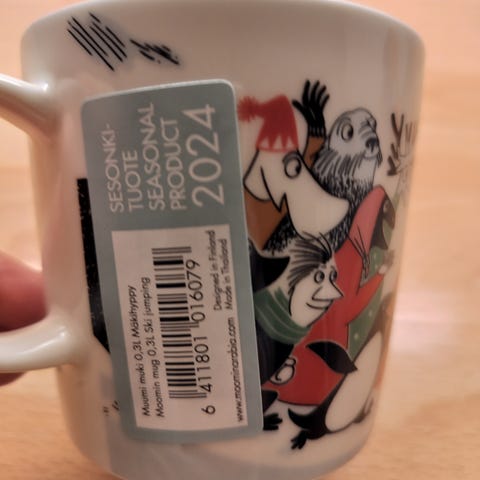 SESONKI-
TUOTE
SEASONAL
PRODUCT
2024
Muumi muki 0,3L Mäkihyppy
Moomin mug 0,3L Ski jumping
6 411801 016079
Designed in Finland
Made in Thailand
www.moominarabia.com